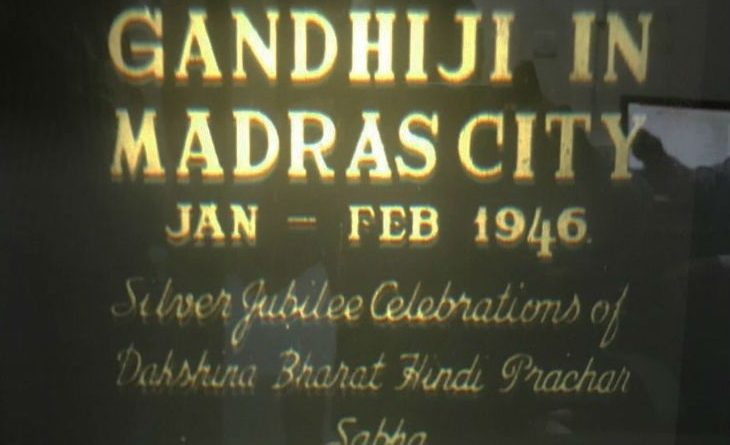 GANDHIJI IN
MADRAS CITY
JAN - FEB 1946.
Silver Jubilee Celebrations of
Dakshina Bharat Hindi Prachar
Sabha